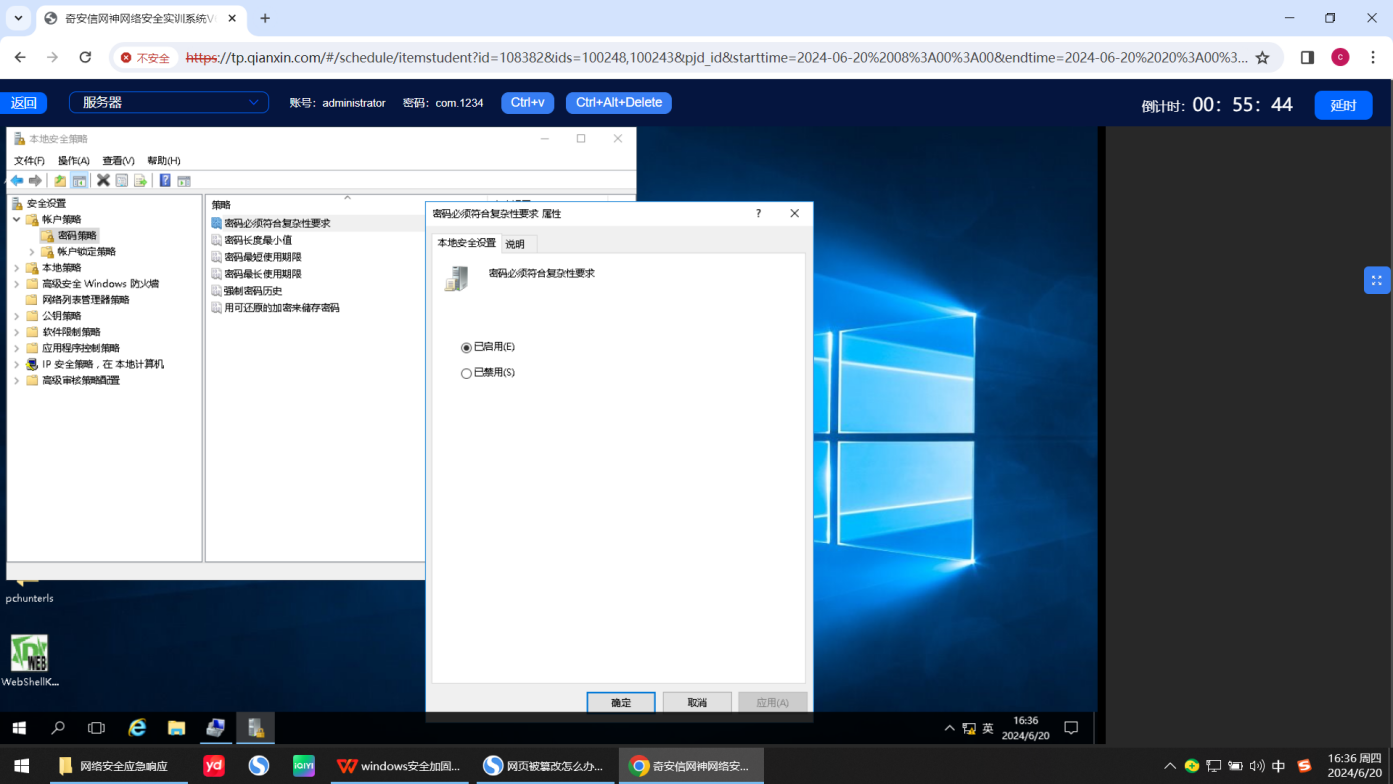 奇安信网神网络安全实训系统V
不安全
https://tp.qianxin.com/#/schedule/itemstudent?id=108382&ids=100248,100243&pjd_id&starttime=2024-06-20%2008%3A00%3A00&endtime=2024-06-20%2020%3A00%3...
C
返回
服务器
账号：administrator
密码：com.1234
Ctrl+v
Ctrl+Alt+Delete
倒计时：00：55：44
延时
本地安全策略
文件(F) 操作(A) 查看(V) 帮助(H)
安全设置
帐户策略
密码策略
帐户锁定策略
本地策略
高级安全 Windows 防火墙
网络列表管理器策略
公钥策略
软件限制策略
应用程序控制策略
IP 安全策略，在 本地计算机
高级审核策略配置
策略
密码必须符合复杂性要求
密码长度最小值
密码最短使用期限
密码最长使用期限
强制密码历史
用可还原的加密来储存密码
密码必须符合复杂性要求 属性
本地安全设置 说明
密码必须符合复杂性要求
已启用(E)
已禁用(S)
确定 取消 应用(A)
pchunterls
WEB
WebShellK...
英
16:36
2024/6/20
网络安全应急响应
yd
windows安全加固...
网页被篡改怎么办...
奇安信网神网络安...
中
16:36 周四
2024/6/20